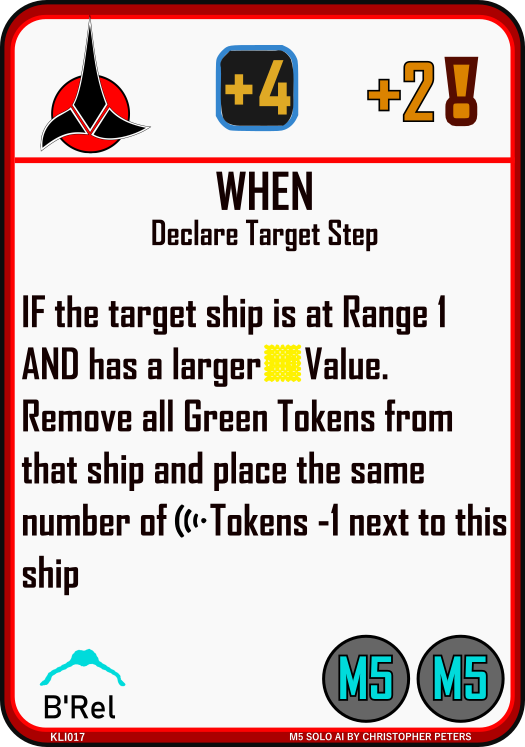 +4
+2!
WHEN
Declare Target Step
IF the target ship is at Range 1
AND has a larger Value.
Remove all Green Tokens from
that ship and place the same
number of Tokens -1 next to this
ship
B'Rel
M5 M5
KLI017 M5 SOLO AI BY CHRISTOPHER PETERS